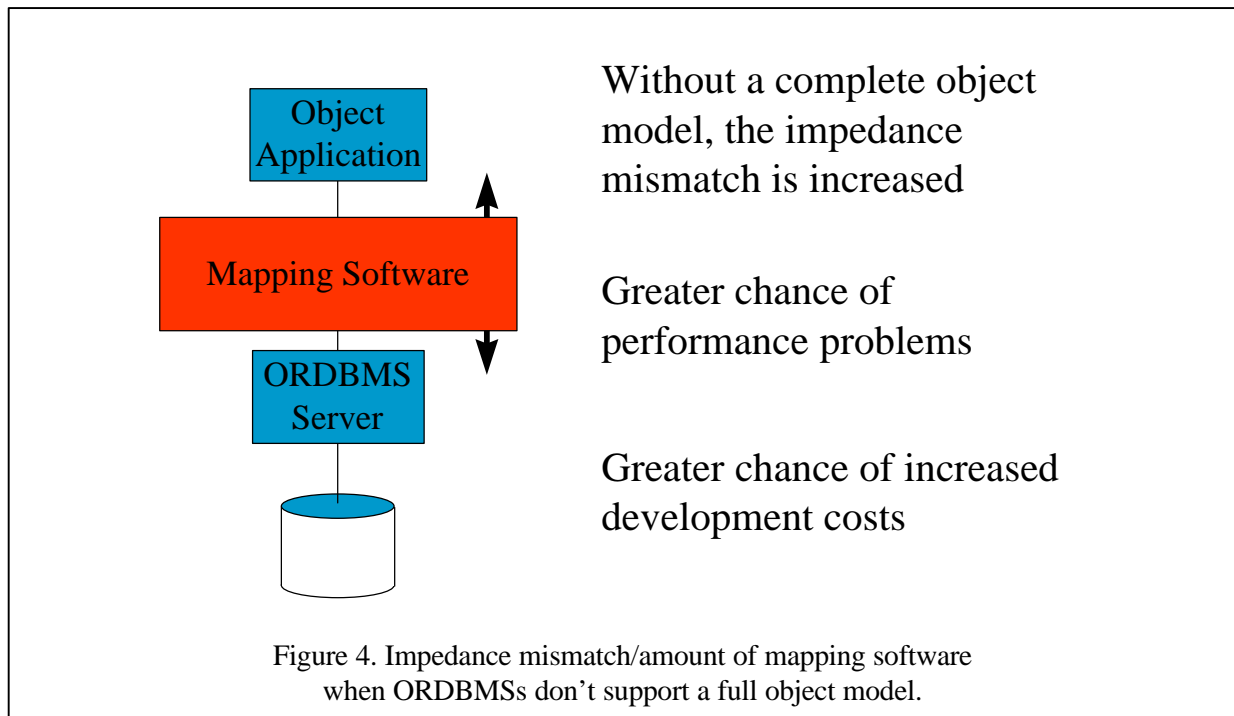 Object
Application
Mapping Software
ORDBMS
Server
Without a complete object
model, the impedance
mismatch is increased
Greater chance of
performance problems
Greater chance of increased
development costs
Figure 4. Impedance mismatch/amount of mapping software
when ORDBMSs don’t support a full object model.